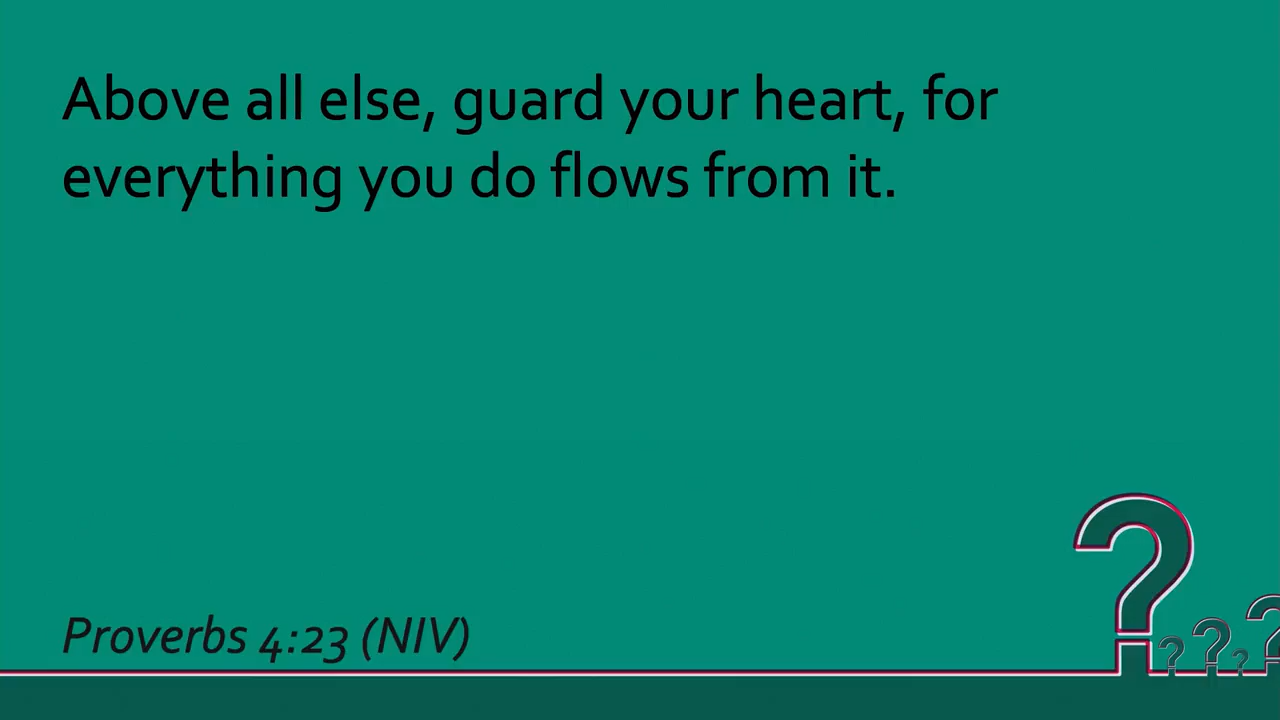 Above all else, guard your heart, for
everything you do flows from it.
Proverbs 4:23 (NIV)